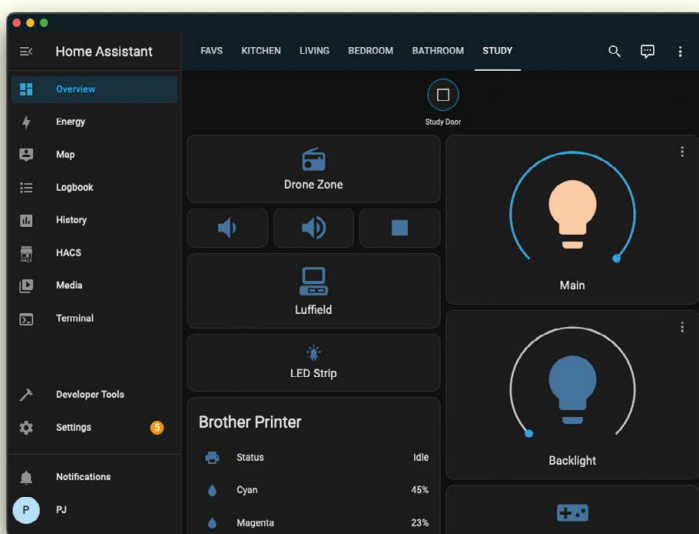 Home Assistant
FAVS KITCHEN LIVING BEDROOM BATHROOM STUDY
Overview
Energy
Map
Logbook
History
HACS
HACS
Media
Terminal
Developer Tools
Settings 5
Notifications
P PJ
Study Door
Drone Zone
Luffield
LED Strip
Brother Printer
Status Idle
Cyan 45%
Magenta 23%
Main
Backlight